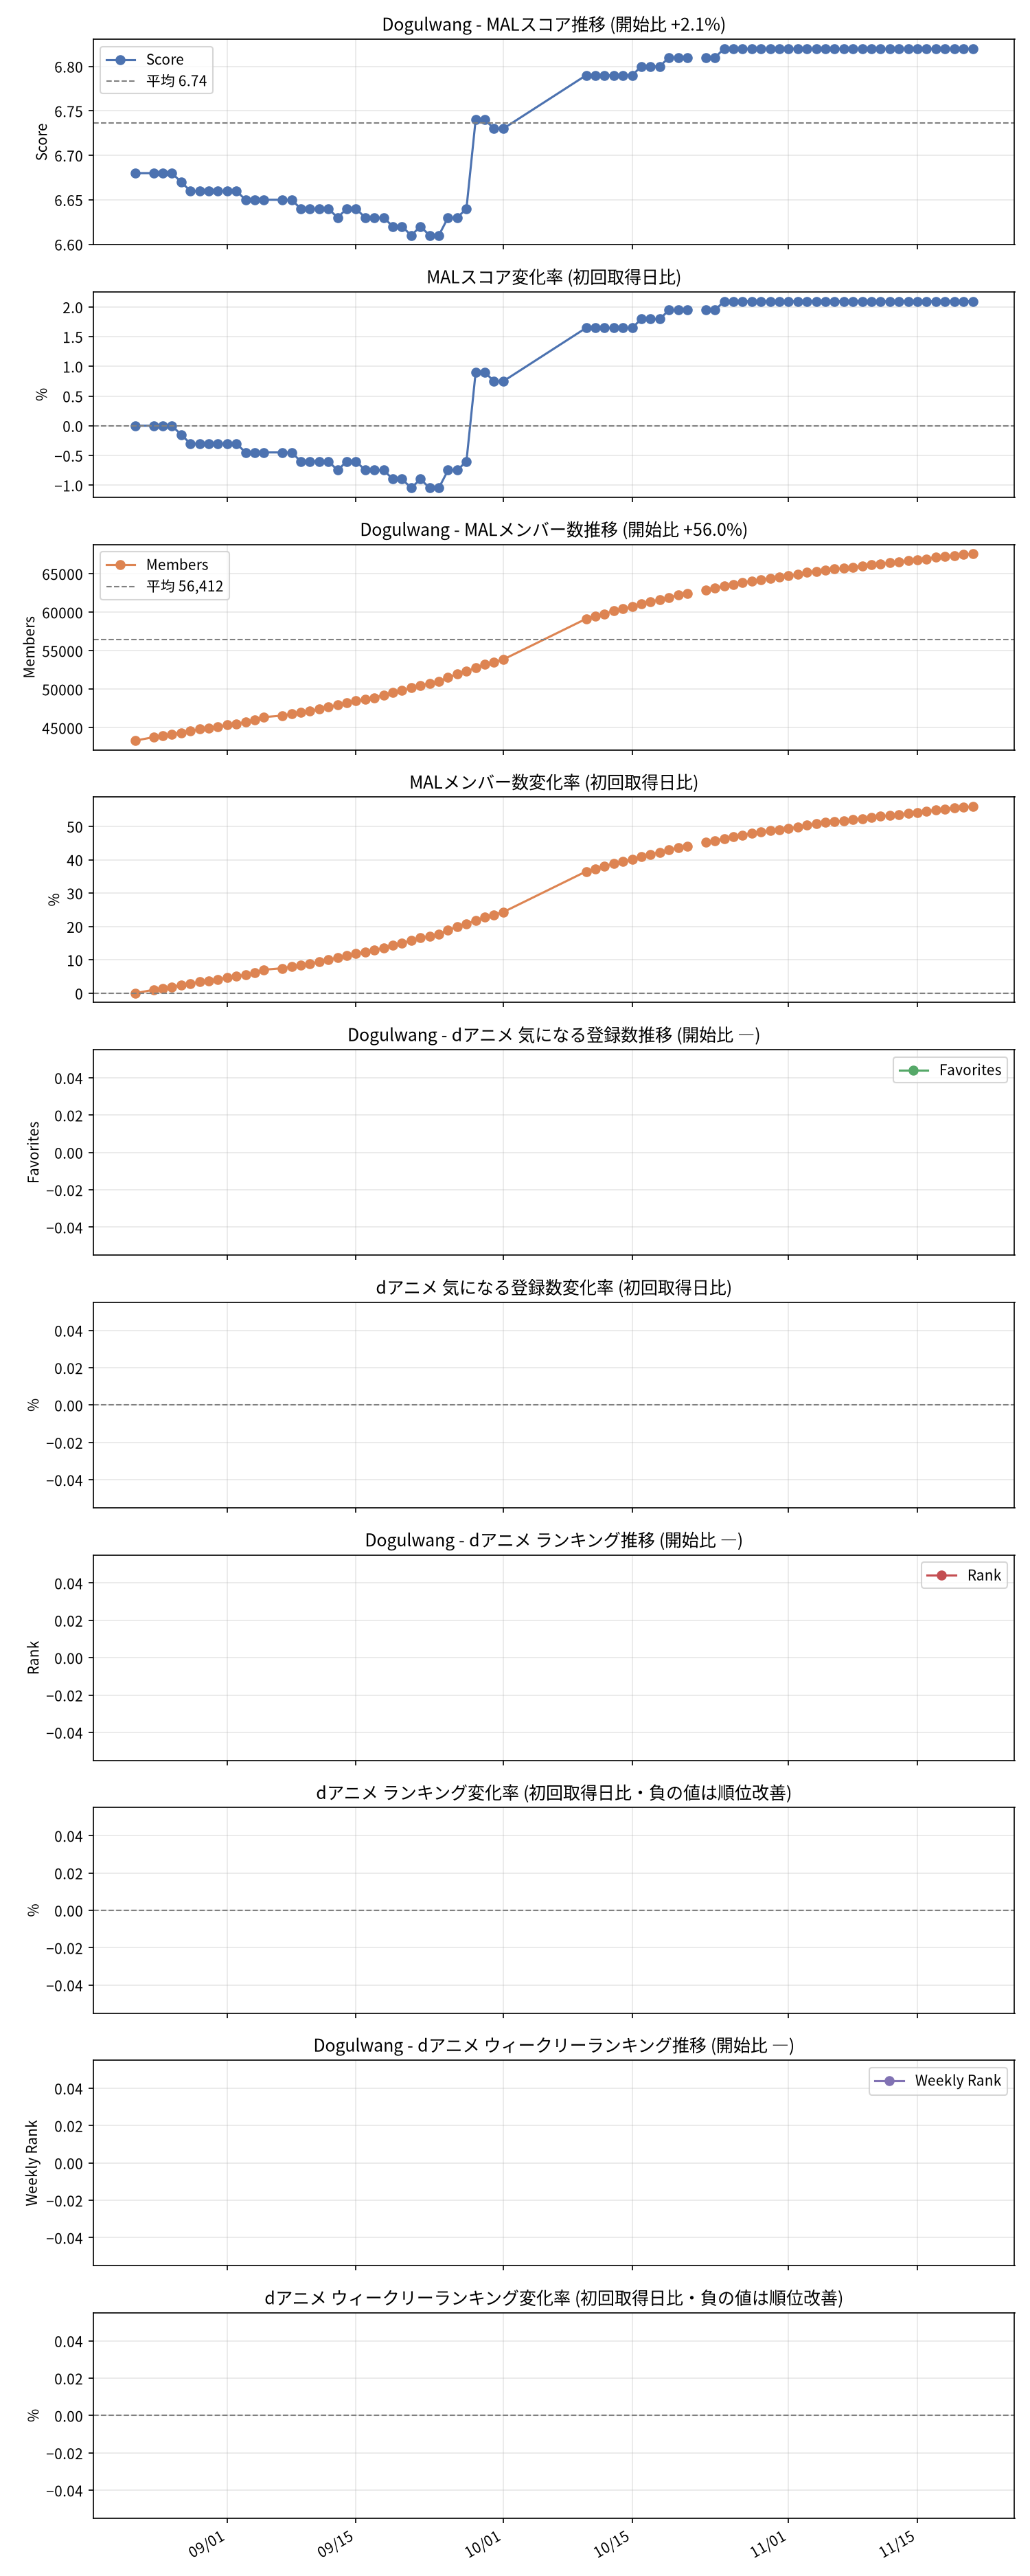 Dogulwang - MALスコア推移 (開始比 +2.1%)
Score
平均 6.74
Score
6.80
6.75
6.70
6.65
6.60
MALスコア変化率 (初回取得日比)
%
2.0
1.5
1.0
0.5
0.0
−0.5
−1.0
Dogulwang - MALメンバー数推移 (開始比 +56.0%)
Members
平均 56,412
Members
65000
60000
55000
50000
45000
MALメンバー数変化率 (初回取得日比)
%
50
40
30
20
10
0
Dogulwang - dアニメ 気になる登録数推移 (開始比 —)
Favorites
Favorites
0.04
0.02
0.00
−0.02
−0.04
dアニメ 気になる登録数変化率 (初回取得日比)
%
0.04
0.02
0.00
−0.02
−0.04
Dogulwang - dアニメ ランキング推移 (開始比 —)
Rank
Rank
0.04
0.02
0.00
−0.02
−0.04
dアニメ ランキング変化率 (初回取得日比・負の値は順位改善)
%
0.04
0.02
0.00
−0.02
−0.04
Dogulwang - dアニメ ウィークリーランキング推移 (開始比 —)
Weekly Rank
Weekly Rank
0.04
0.02
0.00
−0.02
−0.04
dアニメ ウィークリーランキング変化率 (初回取得日比・負の値は順位改善)
%
0.04
0.02
0.00
−0.02
−0.04
09/01
09/15
10/01
10/15
11/01
11/15